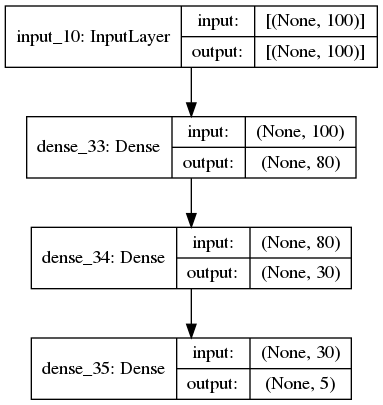 input_10: InputLayer
input: [(None, 100)]
output: [(None, 100)]
dense_33: Dense
input: (None, 100)
output: (None, 80)
dense_34: Dense
input: (None, 80)
output: (None, 30)
dense_35: Dense
input: (None, 30)
output: (None, 5)